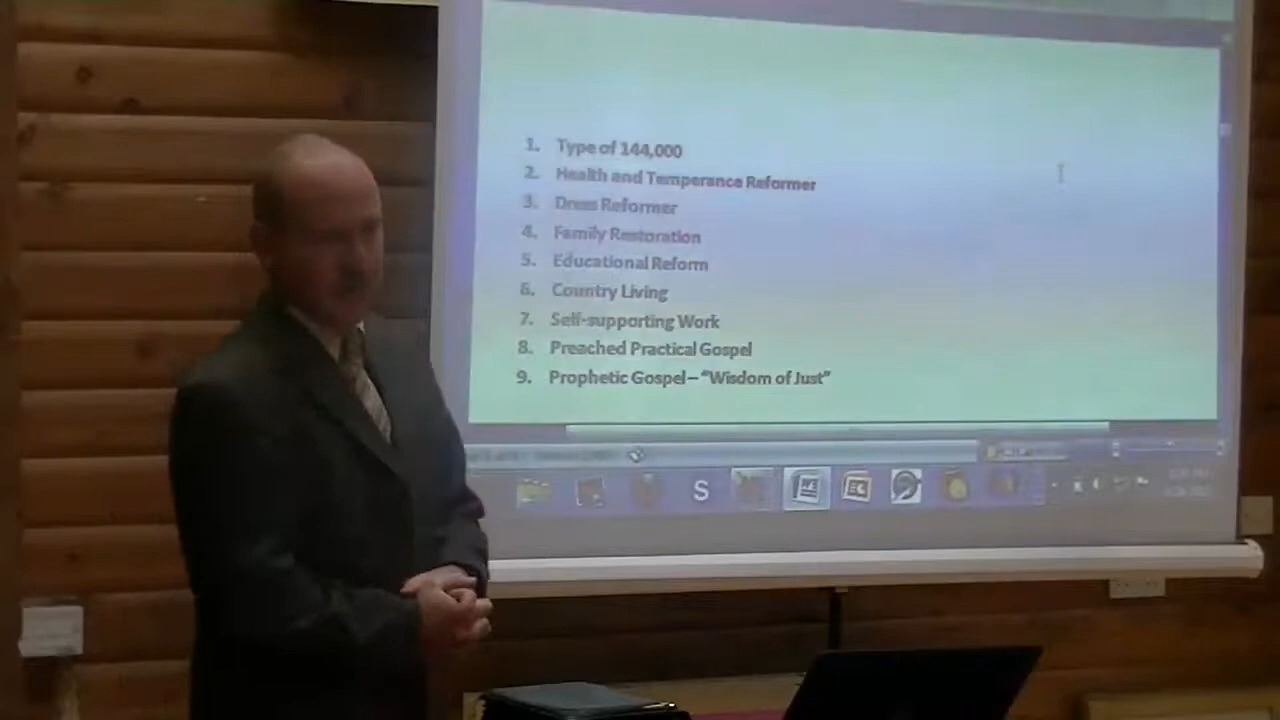 1. Type of 144,000
2. Health and Temperance Reformer
3. Dress Reformer
4. Family Restoration
5. Educational Reform
6. Country Living
7. Self-supporting Work
8. Preached Practical Gospel
9. Prophetic Gospel – “Wisdom of Just”
S